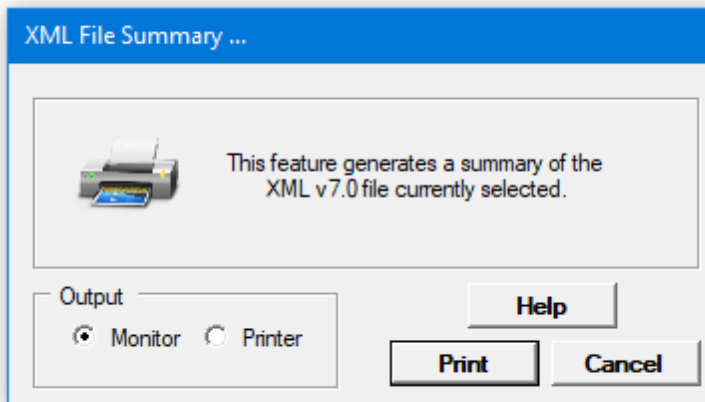 XML File Summary ...
This feature generates a summary of the
XML v7.0 file currently selected.
Output
Monitor Printer
Help
Print Cancel